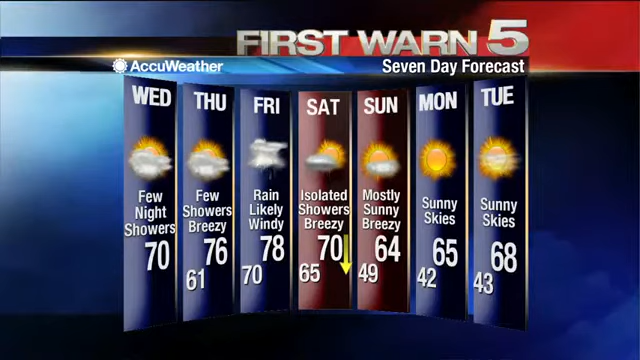 FIRST WARN 5
AccuWeather
Seven Day Forecast
WED
Few
Night
Showers
70
THU
Few
Showers
Breezy
76
61
FRI
Rain
Likely
Windy
78
70
SAT
Isolated
Showers
Breezy
70
65
SUN
Mostly
Sunny
Breezy
64
49
MON
Sunny
Skies
65
42
TUE
Sunny
Skies
68
43